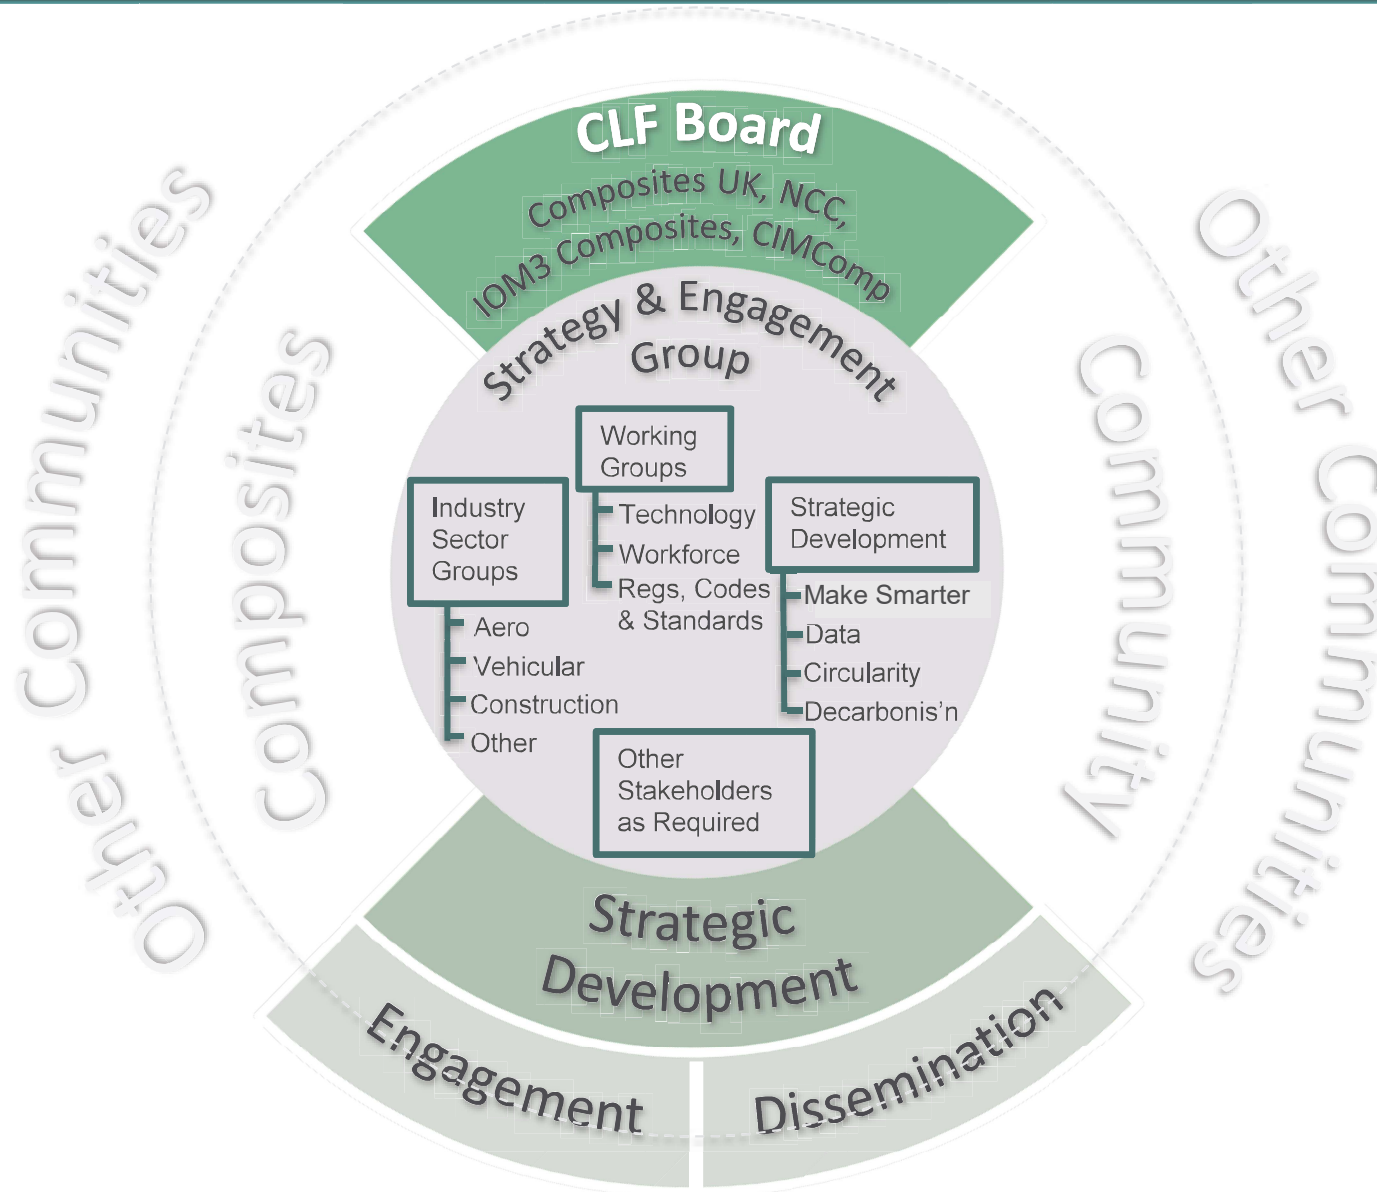 CLF Board
Composites UK, NCC,
IOM3 Composites, CIMComp
Strategy & Engagement
Group
Working
Groups
Technology
Workforce
Regs, Codes
& Standards
Industry
Sector
Groups
Aero
Vehicular
Construction
Other
Strategic
Development
Make Smarter
Data
Circularity
Decarbonis’n
Other
Stakeholders
as Required
Strategic
Development
Engagement
Dissemination
Composites
Community
Other Communities
Other Communities